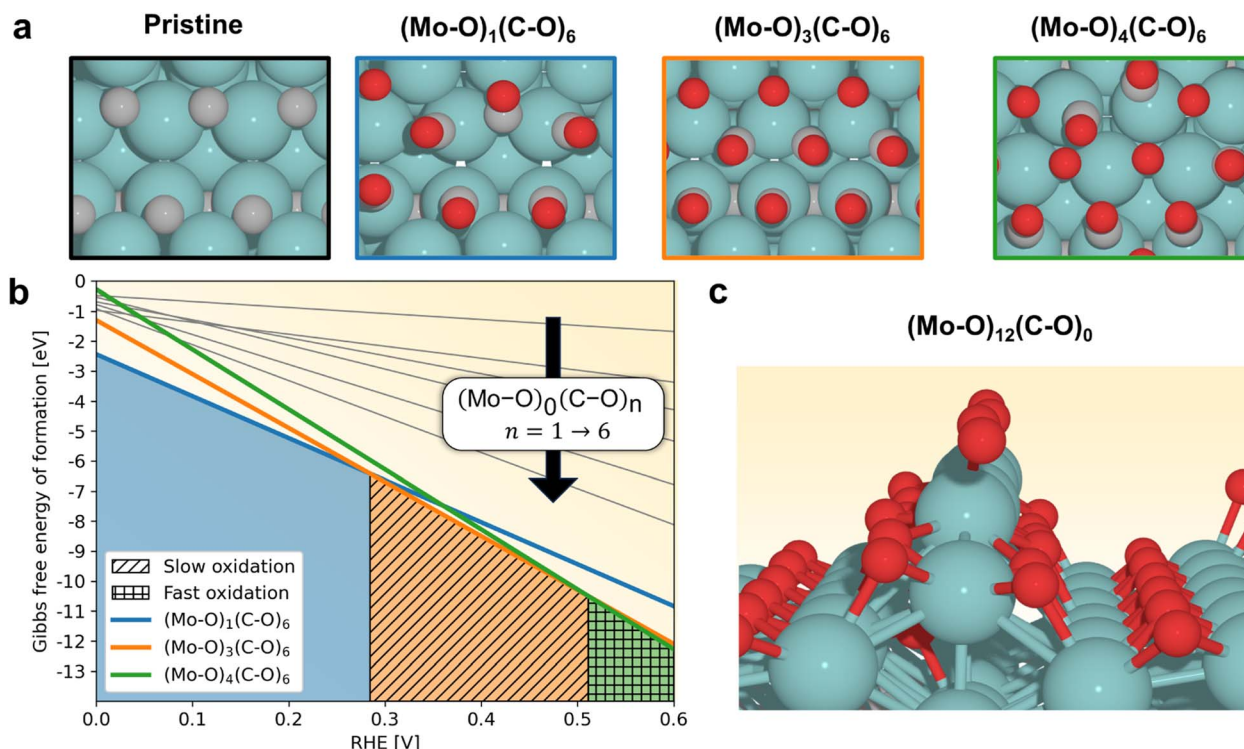 a
Pristine
(Mo-O)₁(C-O)₆
(Mo-O)₃(C-O)₆
(Mo-O)₄(C-O)₆
b
Gibbs free energy of formation [eV]
0
-1
-2
-3
-4
-5
-6
-7
-8
-9
-10
-11
-12
-13
(Mo−O)₀(C−O)ₙ
n = 1 → 6
Slow oxidation
Fast oxidation
(Mo-O)₁(C-O)₆
(Mo-O)₃(C-O)₆
(Mo-O)₄(C-O)₆
0.0 0.1 0.2 0.3 0.4 0.5 0.6
RHE [V]
c
(Mo-O)₁₂(C-O)₀